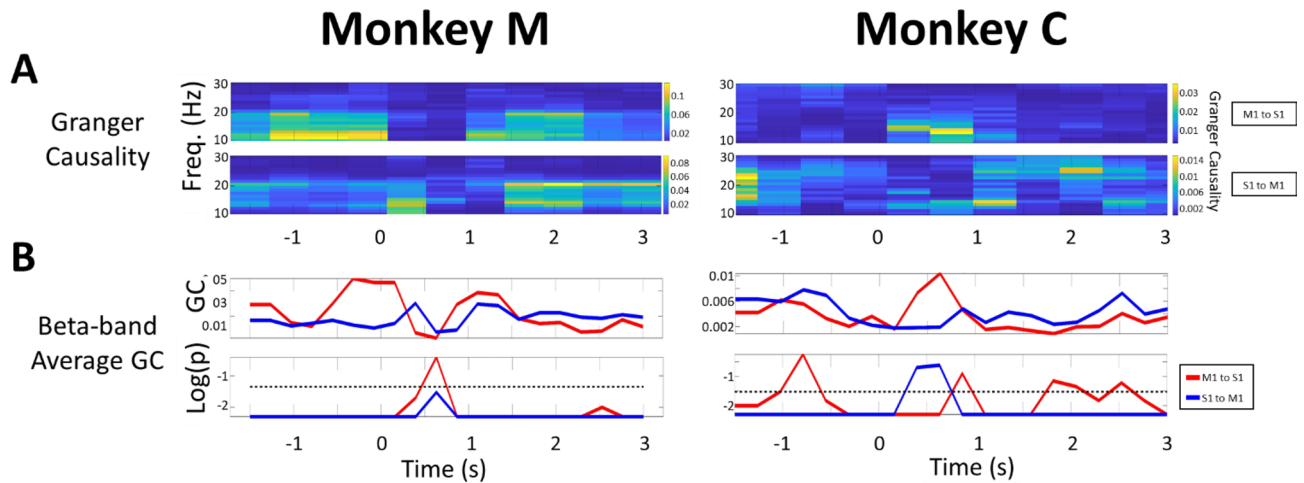 Monkey M
Monkey C
A
Granger
Causality
Freq. (Hz)
30
20
10
0.1
0.06
0.02
30
20
10
0.08
0.06
0.04
0.02
-1 0 1 2 3
30
20
10
0.03
0.02
0.01
30
20
10
0.014
0.010
0.006
0.002
Granger Causality
-1 0 1 2 3
M1 to S1
S1 to M1
B
Beta-band
Average GC
GC
05
03
0.01
Log(p)
-1
-2
-1 0 1 2 3
Time (s)
0.01
0.006
0.002
-1
-2
-1 0 1 2 3
Time (s)
M1 to S1
S1 to M1